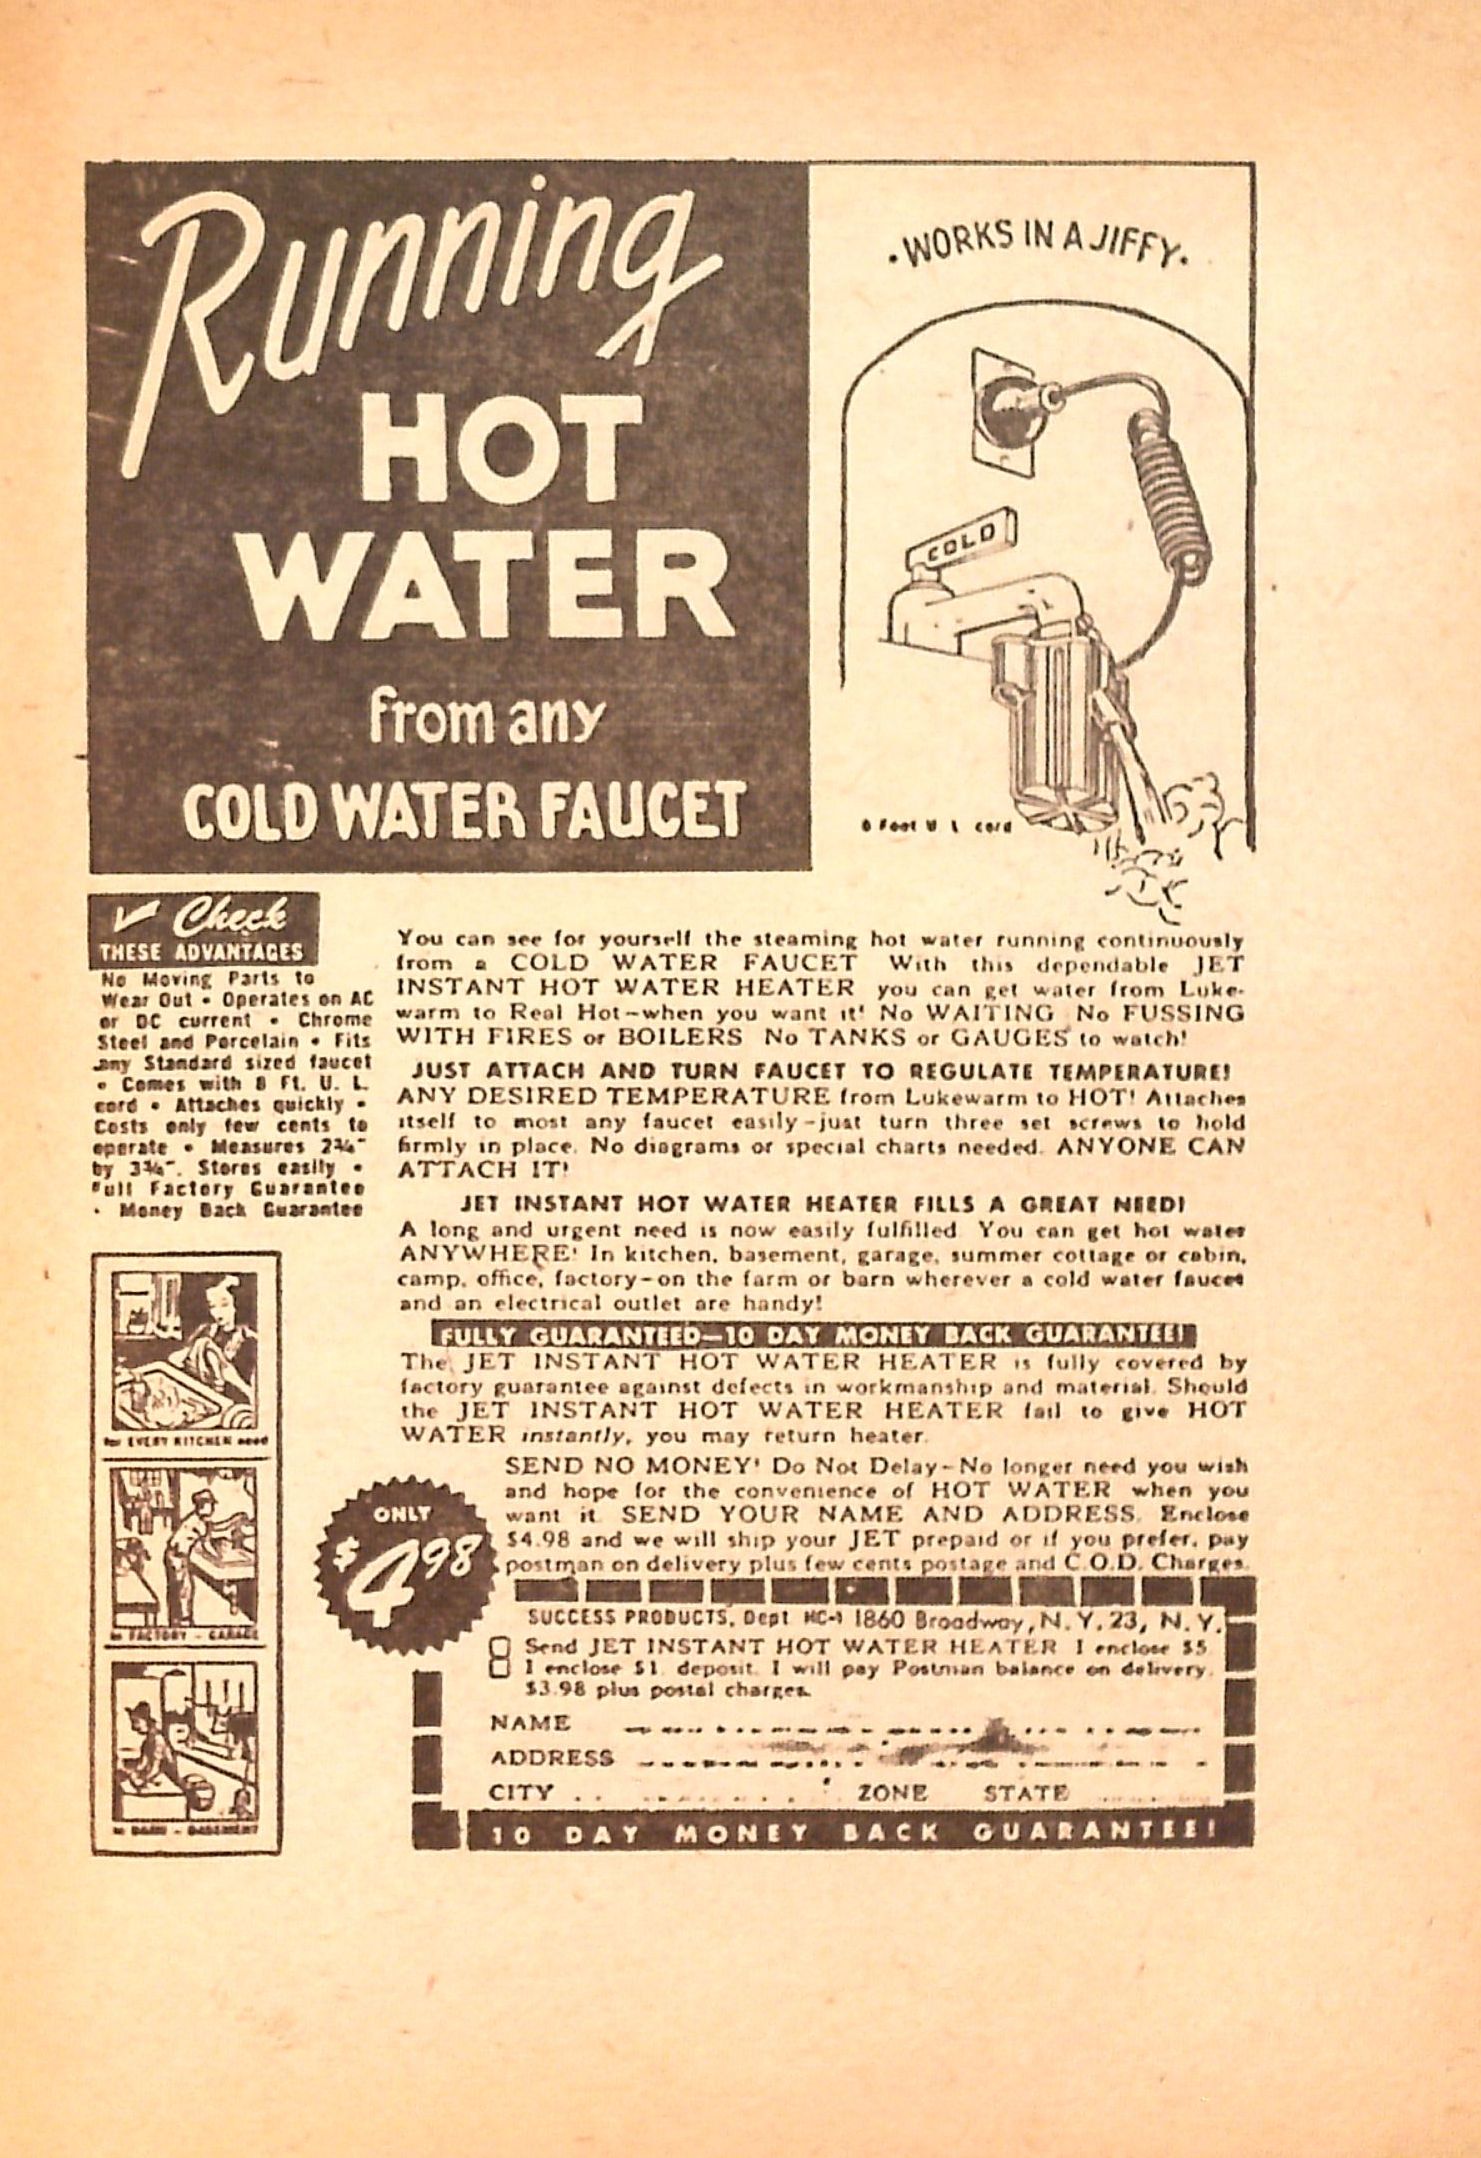 Running
HOT
WATER
from any
COLD WATER FAUCET
• WORKS IN A JIFFY •
COLD
8 Feet U. L. cord
✓ Check
THESE ADVANTAGES
No Moving Parts to
Wear Out • Operates on AC
or DC current • Chrome
Steel and Porcelain • Fits
any Standard sized faucet
• Comes with 8 Ft. U. L.
cord • Attaches quickly •
Costs only few cents to
operate • Measures 2¾"
by 3¾". Stores easily •
Full Factory Guarantee
• Money Back Guarantee
for EVERY KITCHEN need
in FACTORY - GARAGE
in BARN - BASEMENT
You can see for yourself the steaming hot water running continuously
from a COLD WATER FAUCET With this dependable JET
INSTANT HOT WATER HEATER you can get water from Luke-
warm to Real Hot—when you want it! No WAITING No FUSSING
WITH FIRES or BOILERS No TANKS or GAUGES to watch!
JUST ATTACH AND TURN FAUCET TO REGULATE TEMPERATURE!
ANY DESIRED TEMPERATURE from Lukewarm to HOT! Attaches
itself to most any faucet easily—just turn three set screws to hold
firmly in place. No diagrams or special charts needed. ANYONE CAN
ATTACH IT!
JET INSTANT HOT WATER HEATER FILLS A GREAT NEED!
A long and urgent need is now easily fulfilled You can get hot water
ANYWHERE! In kitchen, basement, garage, summer cottage or cabin,
camp, office, factory—on the farm or barn wherever a cold water faucet
and an electrical outlet are handy!
FULLY GUARANTEED—10 DAY MONEY BACK GUARANTEE!
The JET INSTANT HOT WATER HEATER is fully covered by
factory guarantee against defects in workmanship and material. Should
the JET INSTANT HOT WATER HEATER fail to give HOT
WATER instantly, you may return heater.
ONLY
$4.98
SEND NO MONEY! Do Not Delay—No longer need you wish
and hope for the convenience of HOT WATER when you
want it. SEND YOUR NAME AND ADDRESS. Enclose
$4.98 and we will ship your JET prepaid or if you prefer, pay
postman on delivery plus few cents postage and C.O.D. Charges.
SUCCESS PRODUCTS, Dept HC-1 1860 Broadway, N. Y. 23, N. Y.
Send JET INSTANT HOT WATER HEATER I enclose $5
I enclose $1. deposit. I will pay Postman balance on delivery.
$3.98 plus postal charges.
NAME
ADDRESS
CITY ZONE STATE
10 DAY MONEY BACK GUARANTEE!